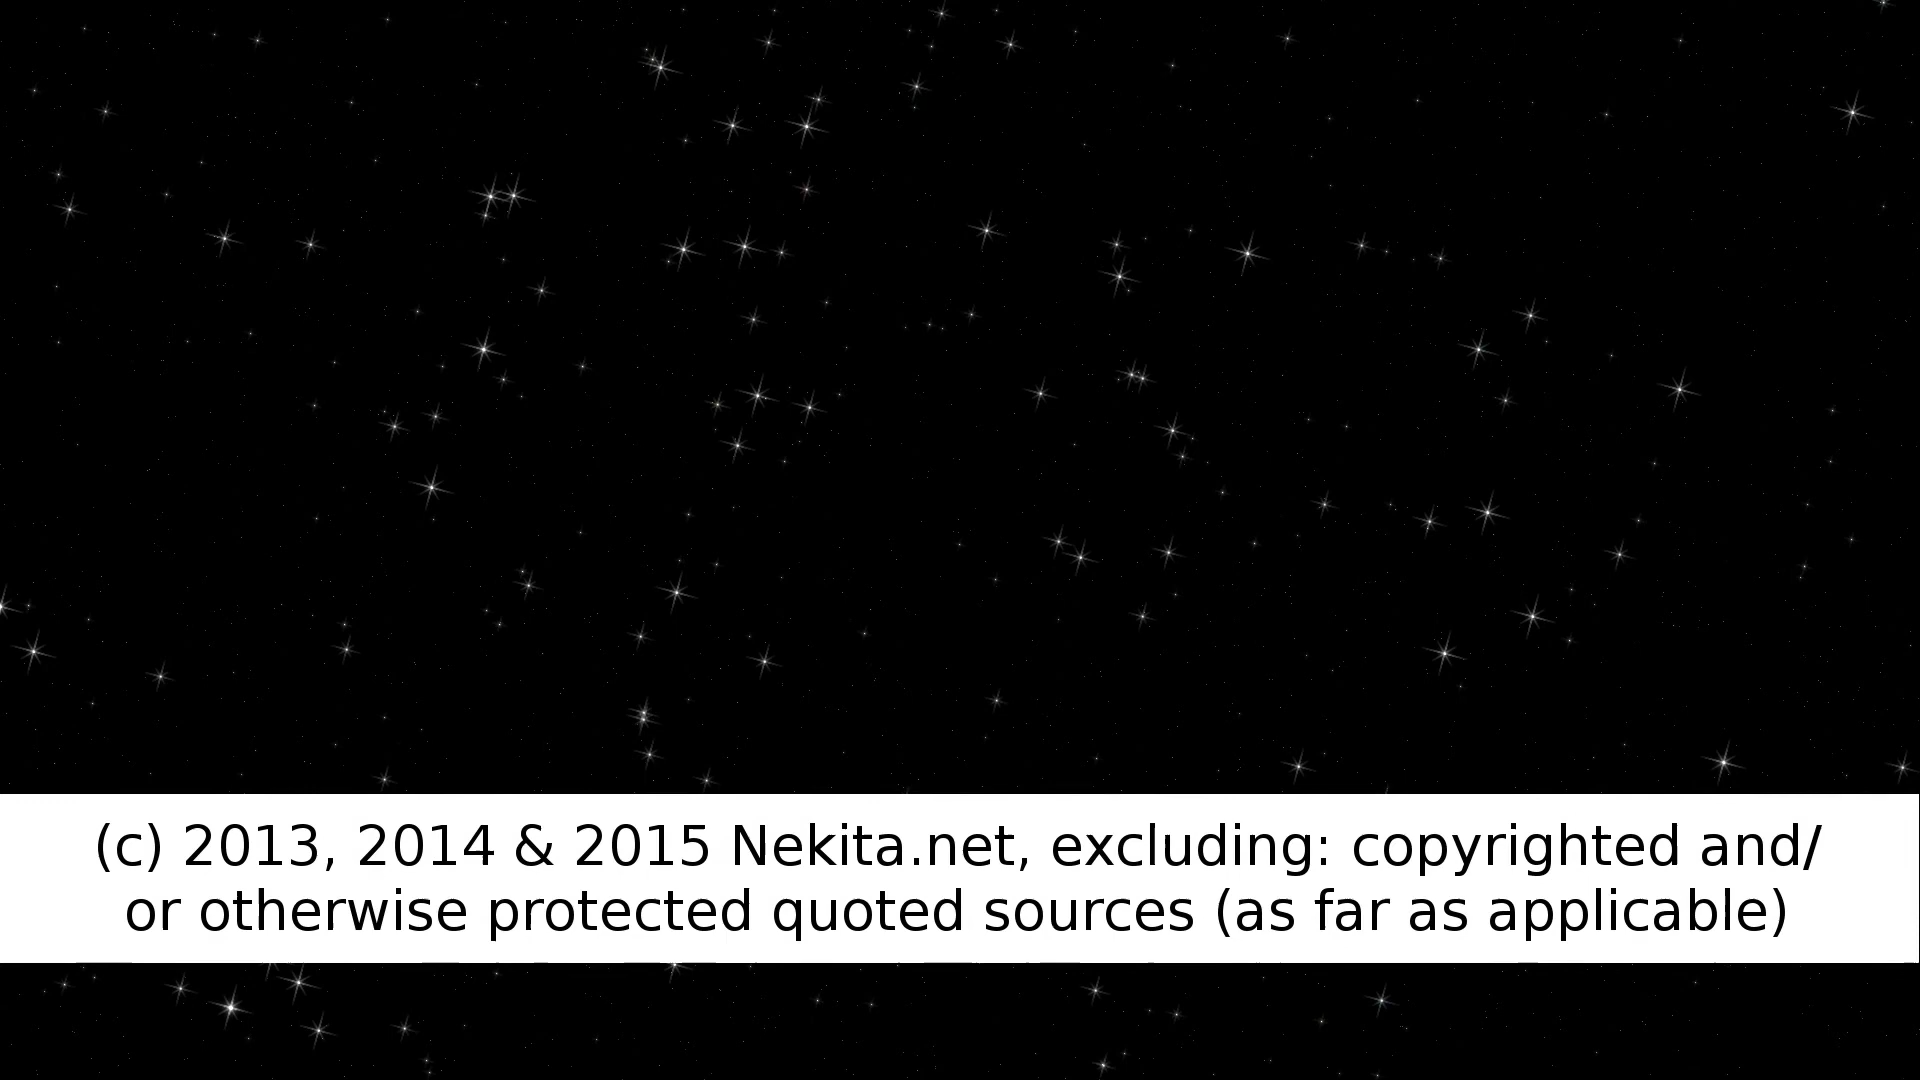 (c) 2013, 2014 & 2015 Nekita.net, excluding: copyrighted and/
or otherwise protected quoted sources (as far as applicable)